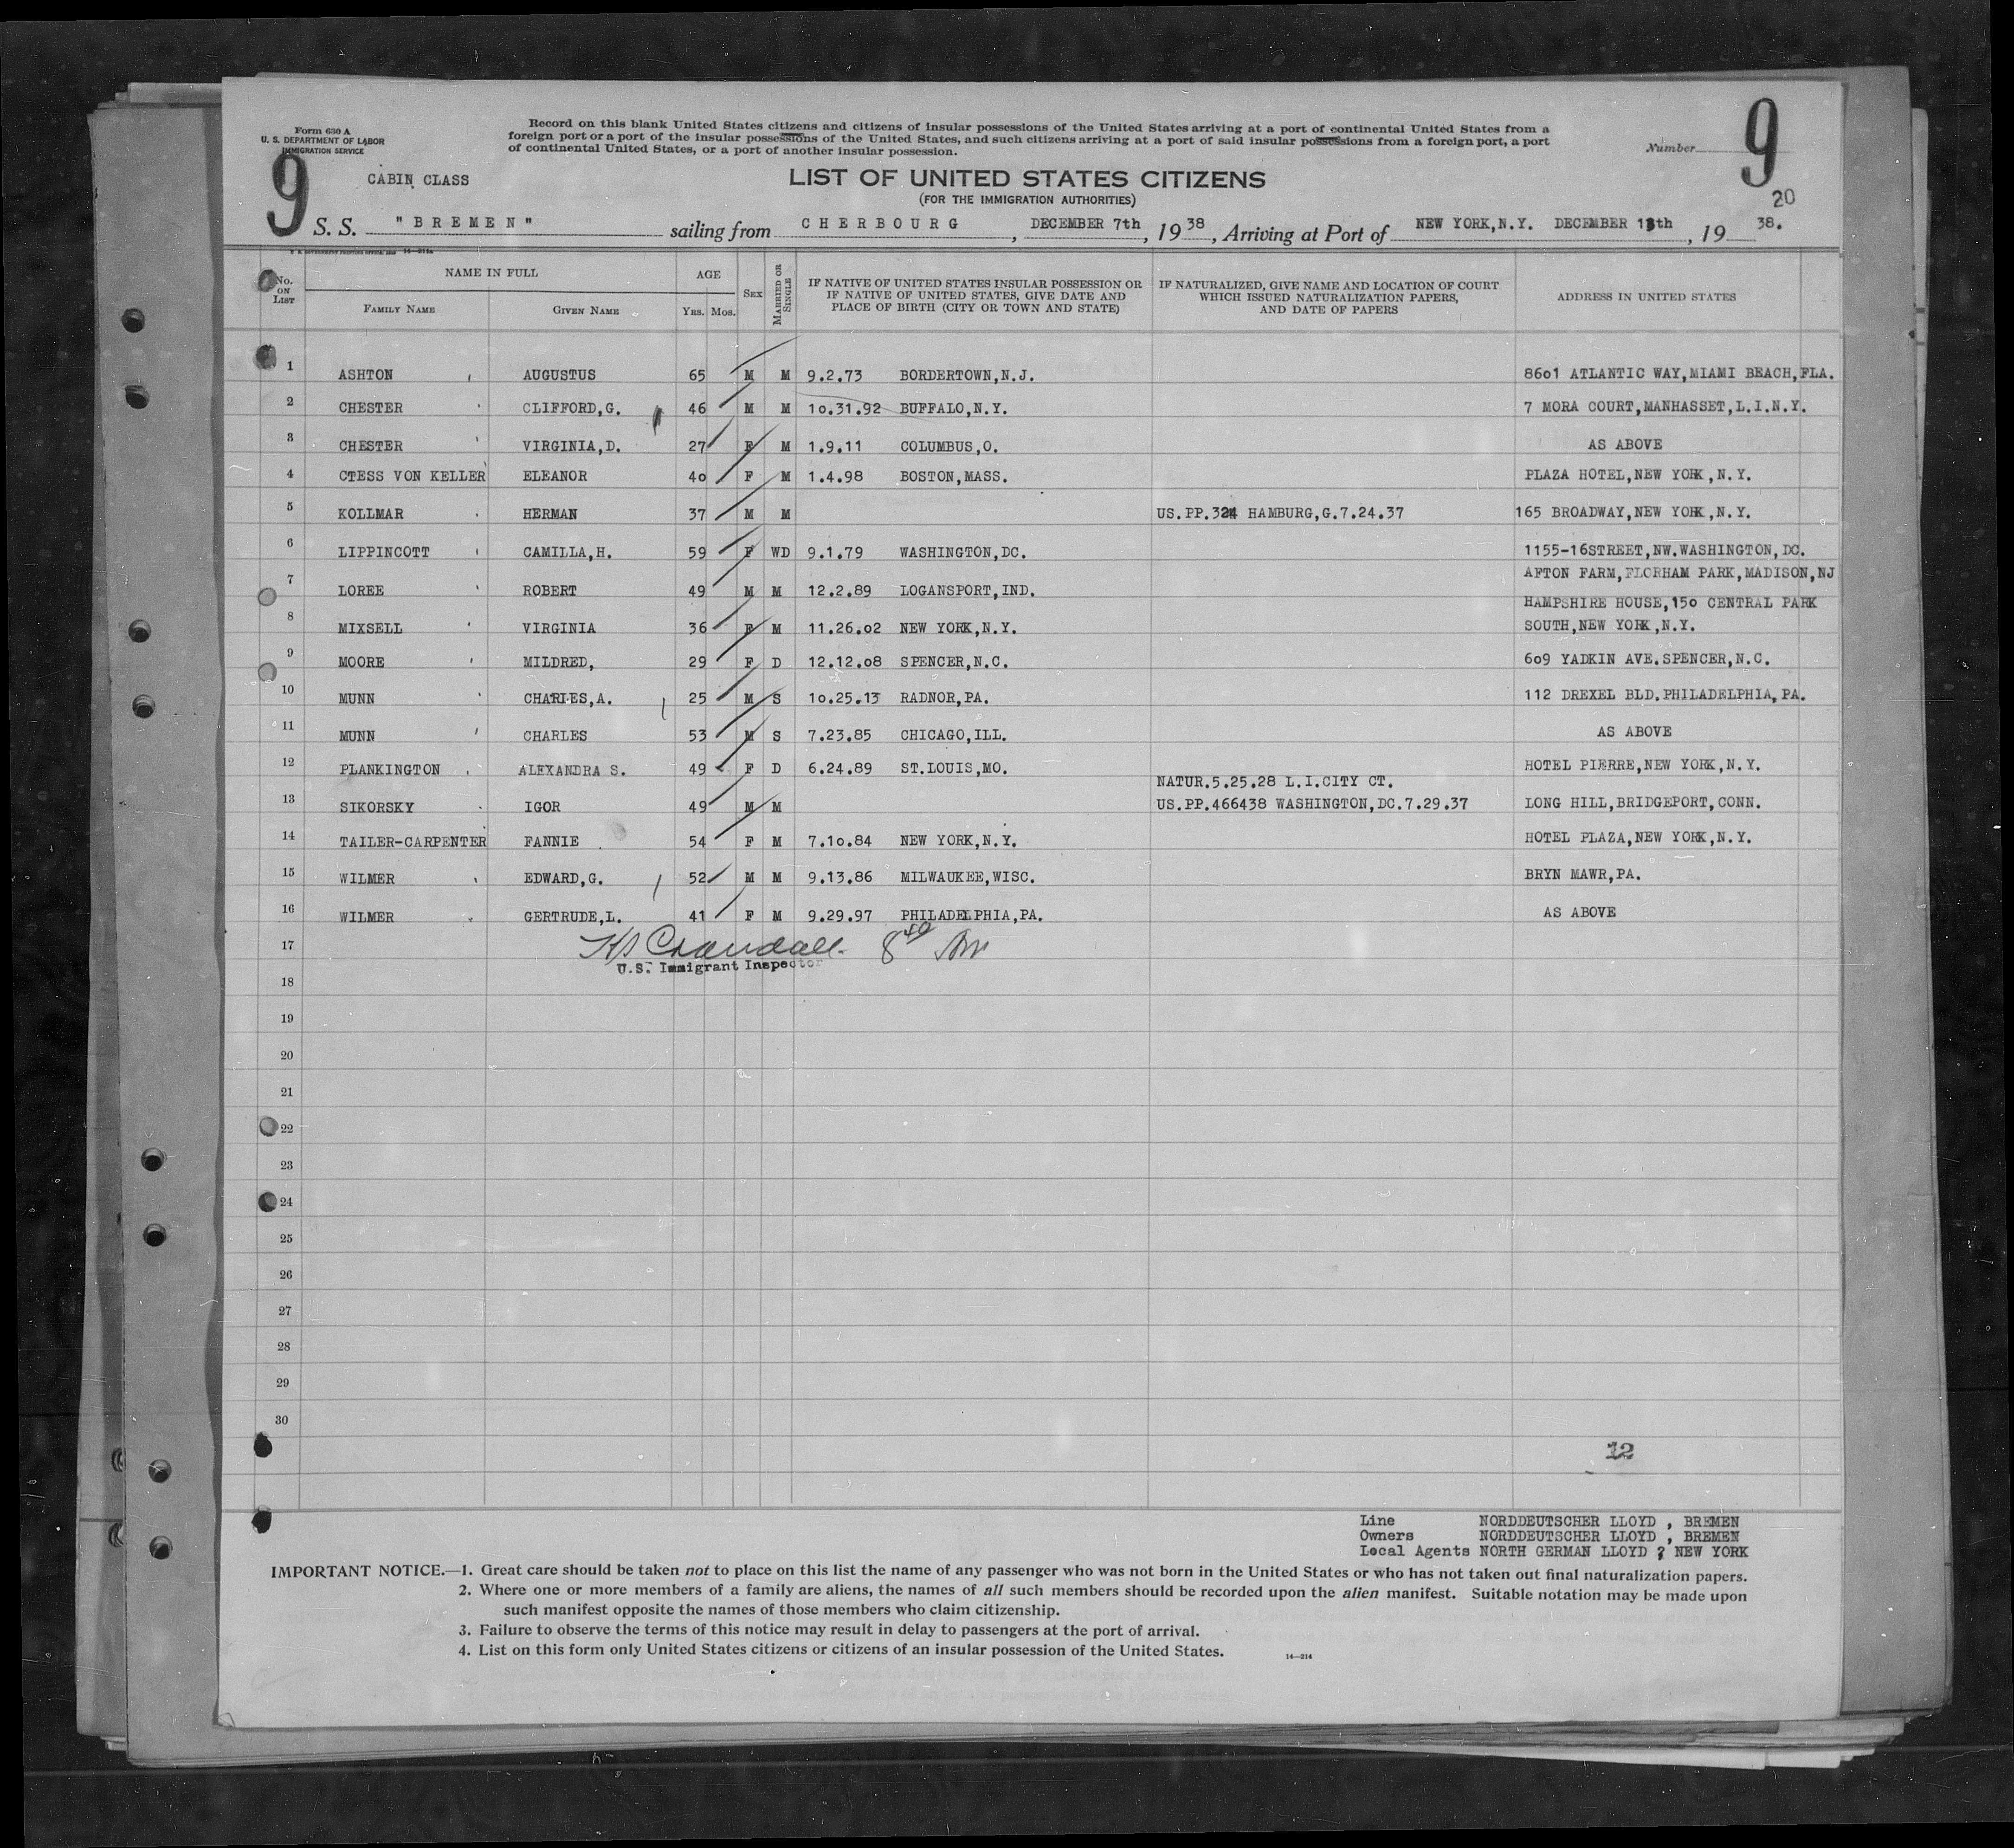 Form 630 A
U. S. DEPARTMENT OF LABOR
IMMIGRATION SERVICE
Record on this blank United States citizens and citizens of insular possessions of the United States arriving at a port of continental United States from a
foreign port or a port of the insular possessions of the United States, and such citizens arriving at a port of said insular possessions from a foreign port, a port
of continental United States, or a port of another insular possession.
Number 9
9 CABIN CLASS
LIST OF UNITED STATES CITIZENS
(FOR THE IMMIGRATION AUTHORITIES)
20
S. S. "BREMEN" sailing from CHERBOURG, DECEMBER 7th, 1938, Arriving at Port of NEW YORK,N.Y. DECEMBER 13th, 19 38.
No. ON LIST NAME IN FULL FAMILY NAME GIVEN NAME AGE YRS. MOS. SEX MARRIED OR SINGLE IF NATIVE OF UNITED STATES INSULAR POSSESSION OR IF NATIVE OF UNITED STATES, GIVE DATE AND PLACE OF BIRTH (CITY OR TOWN AND STATE) IF NATURALIZED, GIVE NAME AND LOCATION OF COURT WHICH ISSUED NATURALIZATION PAPERS, AND DATE OF PAPERS ADDRESS IN UNITED STATES
1 ASHTON AUGUSTUS 65 M M 9.2.73 BORDERTOWN,N.J. 8601 ATLANTIC WAY,MIAMI BEACH,FLA.
2 CHESTER CLIFFORD,G. 46 M M 10.31.92 BUFFALO,N.Y. 7 MORA COURT,MANHASSET,L.I.N.Y.
3 CHESTER VIRGINIA,D. 27 F M 1.9.11 COLUMBUS,O. AS ABOVE
4 CTESS VON KELLER ELEANOR 40 F M 1.4.98 BOSTON,MASS. PLAZA HOTEL,NEW YORK,N.Y.
5 KOLLMAR HERMAN 37 M M US.PP.324 HAMBURG,G.7.24.37 165 BROADWAY,NEW YORK,N.Y.
6 LIPPINCOTT CAMILLA,H. 59 F WD 9.1.79 WASHINGTON,DC. 1155-16STREET,NW.WASHINGTON,DC.
7 LOREE ROBERT 49 M M 12.2.89 LOGANSPORT,IND. AFTON FARM,FLORHAM PARK,MADISON,NJ
8 MIXSELL VIRGINIA 36 F M 11.26.02 NEW YORK,N.Y. HAMPSHIRE HOUSE,150 CENTRAL PARK
SOUTH,NEW YORK,N.Y.
9 MOORE MILDRED, 29 F D 12.12.08 SPENCER,N.C. 609 YADKIN AVE.SPENCER,N.C.
10 MUNN CHARLES,A. 25 M S 10.25.13 RADNOR,PA. 112 DREXEL BLD.PHILADELPHIA,PA.
11 MUNN CHARLES 53 M S 7.23.85 CHICAGO,ILL. AS ABOVE
12 PLANKINGTON ALEXANDRA S. 49 F D 6.24.89 ST.LOUIS,MO. HOTEL PIERRE,NEW YORK,N.Y.
NATUR.5.25.28 L.I.CITY CT.
13 SIKORSKY IGOR 49 M M US.PP.466438 WASHINGTON,DC.7.29.37 LONG HILL,BRIDGEPORT,CONN.
14 TAILER-CARPENTER FANNIE 54 F M 7.10.84 NEW YORK,N.Y. HOTEL PLAZA,NEW YORK,N.Y.
15 WILMER EDWARD,G. 52 M M 9.13.86 MILWAUKEE,WISC. BRYN MAWR,PA.
16 WILMER GERTRUDE,L. 41 F M 9.29.97 PHILADELPHIA,PA. AS ABOVE
17 Crandall 8 40
U.S. Immigrant Inspector
18
19
20
21
22
23
24
25
26
27
28
29
30
12
Line NORDDEUTSCHER LLOYD , BREMEN
Owners NORDDEUTSCHER LLOYD , BREMEN
Local Agents NORTH GERMAN LLOYD , NEW YORK
IMPORTANT NOTICE.—1. Great care should be taken not to place on this list the name of any passenger who was not born in the United States or who has not taken out final naturalization papers.
2. Where one or more members of a family are aliens, the names of all such members should be recorded upon the alien manifest. Suitable notation may be made upon
such manifest opposite the names of those members who claim citizenship.
3. Failure to observe the terms of this notice may result in delay to passengers at the port of arrival.
4. List on this form only United States citizens or citizens of an insular possession of the United States.
14—214